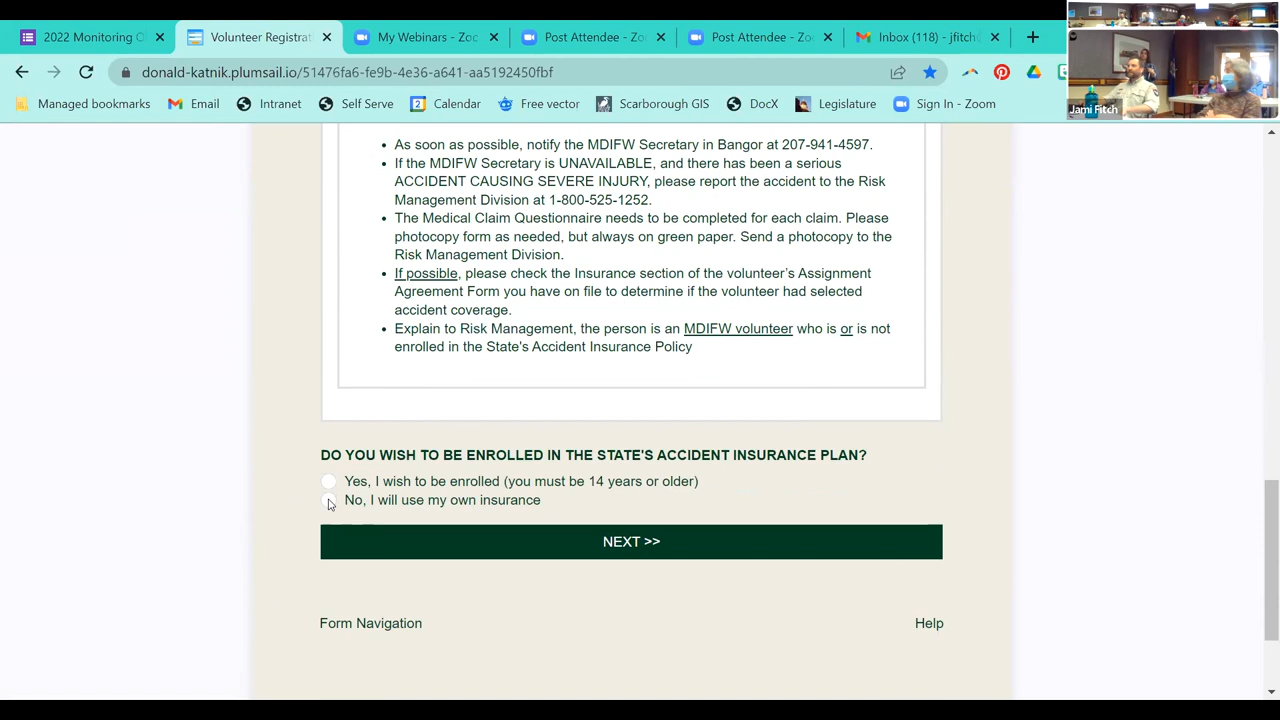 2022 Monitoring
Volunteer Registrat
My Webinars - Zo
Post Attendee - Zo
Post Attendee - Zo
Inbox (118) - jfitch
donald-katnik.plumsail.io/51476fa6-fe9b-4e36-a641-aa5192450fbf
Managed bookmarks
Email
Intranet
Self Serve
Calendar
Free vector
Scarborough GIS
DocX
Legislature
Sign In - Zoom
Jami Fitch
• As soon as possible, notify the MDIFW Secretary in Bangor at 207-941-4597.
• If the MDIFW Secretary is UNAVAILABLE, and there has been a serious
ACCIDENT CAUSING SEVERE INJURY, please report the accident to the Risk
Management Division at 1-800-525-1252.
• The Medical Claim Questionnaire needs to be completed for each claim. Please
photocopy form as needed, but always on green paper. Send a photocopy to the
Risk Management Division.
• If possible, please check the Insurance section of the volunteer's Assignment
Agreement Form you have on file to determine if the volunteer had selected
accident coverage.
• Explain to Risk Management, the person is an MDIFW volunteer who is or is not
enrolled in the State's Accident Insurance Policy
DO YOU WISH TO BE ENROLLED IN THE STATE'S ACCIDENT INSURANCE PLAN?
Yes, I wish to be enrolled (you must be 14 years or older)
No, I will use my own insurance
NEXT >>
Form Navigation
Help